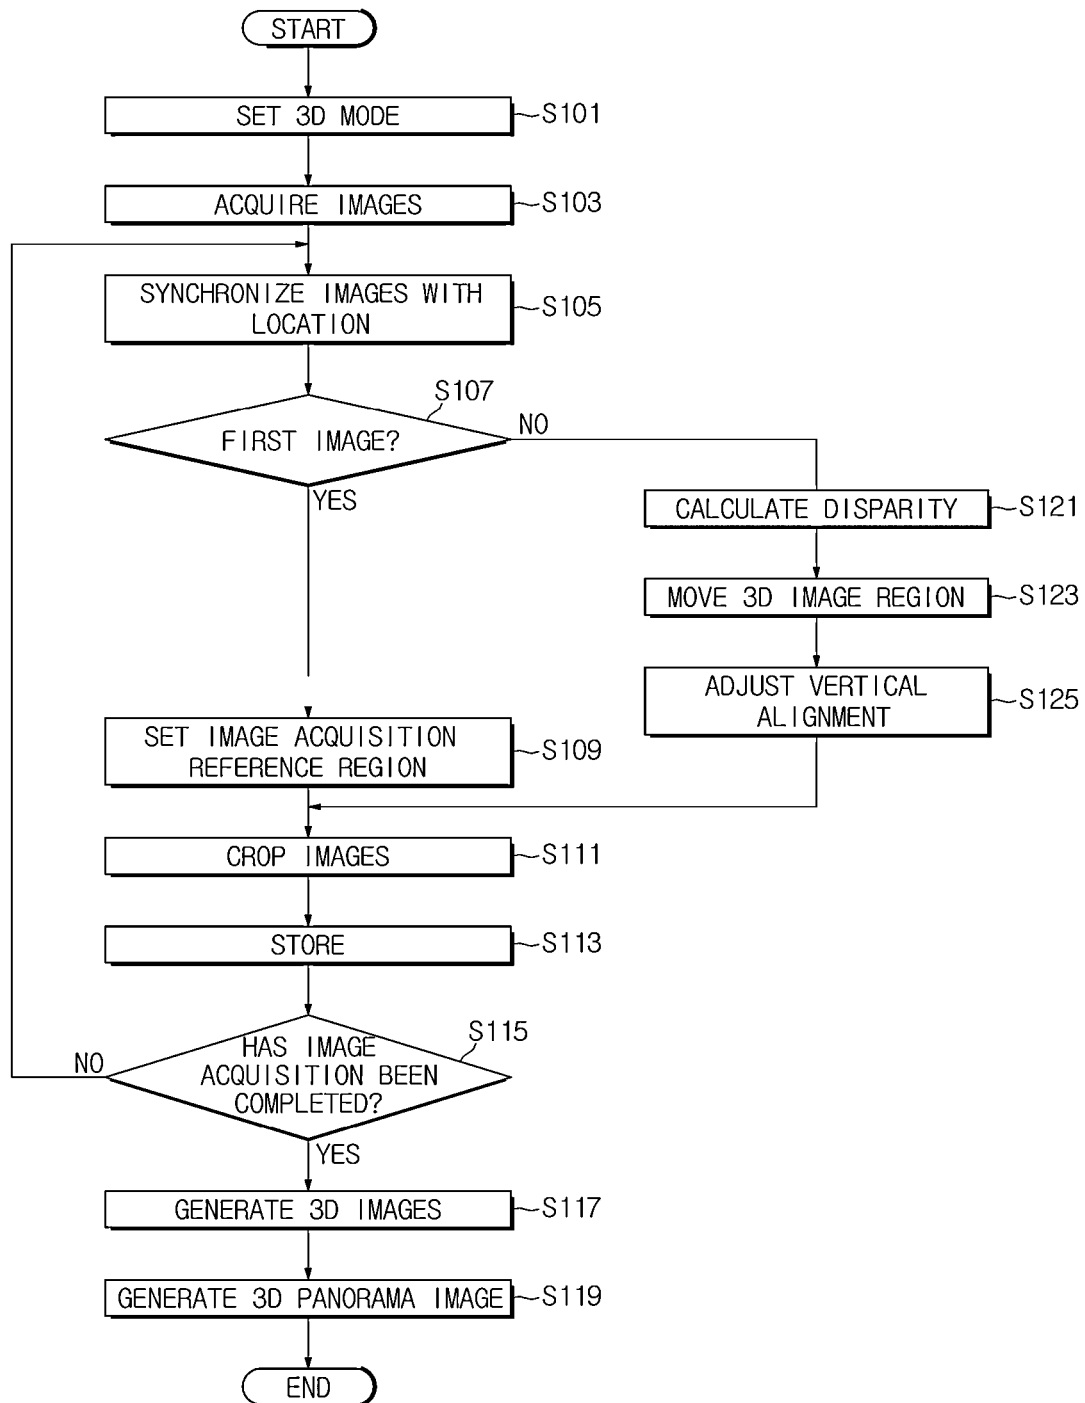 START
SET 3D MODE
S101
ACQUIRE IMAGES
S103
SYNCHRONIZE IMAGES WITH
LOCATION
S105
S107
FIRST IMAGE?
NO
YES
CALCULATE DISPARITY
S121
MOVE 3D IMAGE REGION
S123
ADJUST VERTICAL
ALIGNMENT
S125
SET IMAGE ACQUISITION
REFERENCE REGION
S109
CROP IMAGES
S111
STORE
S113
S115
HAS IMAGE
ACQUISITION BEEN
COMPLETED?
NO
YES
GENERATE 3D IMAGES
S117
GENERATE 3D PANORAMA IMAGE
S119
END